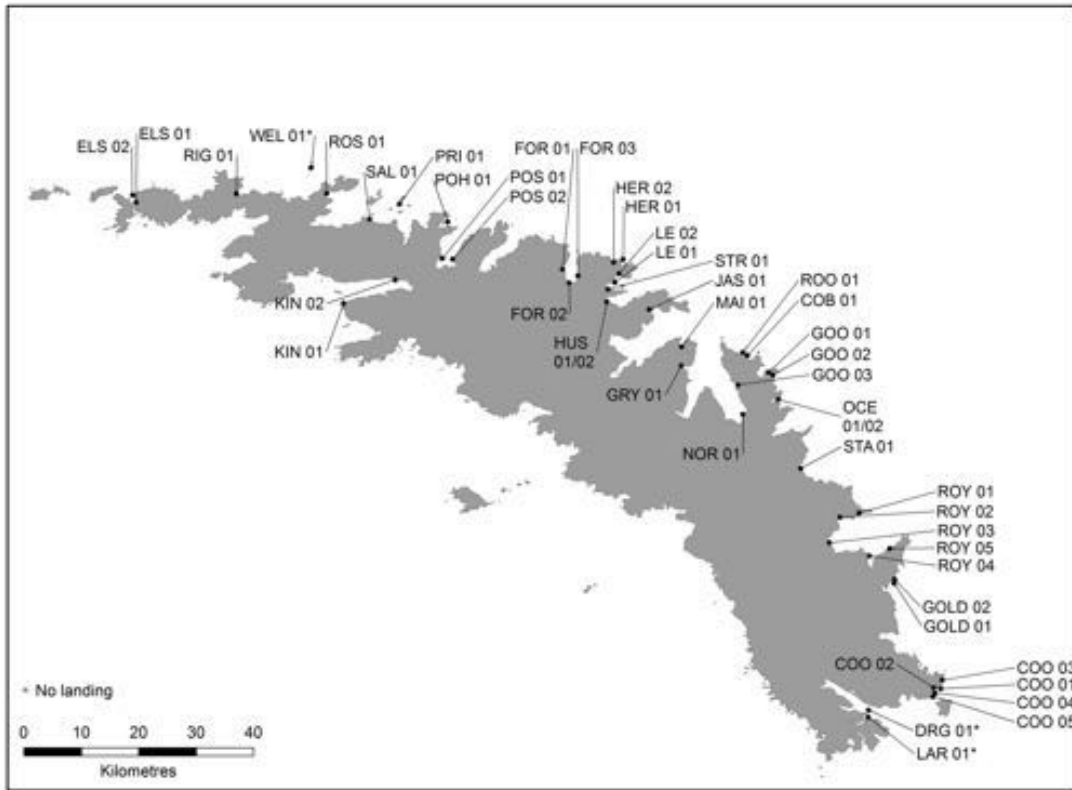 ELS 01
ELS 02
RIG 01
WEL 01*
ROS 01
SAL 01
PRI 01
POH 01
POS 01
POS 02
FOR 01
FOR 03
HER 02
HER 01
LE 02
LE 01
STR 01
JAS 01
MAI 01
ROO 01
COB 01
GOO 01
GOO 02
GOO 03
OCE
01/02
STA 01
KIN 02
KIN 01
FOR 02
HUS
01/02
GRY 01
NOR 01
ROY 01
ROY 02
ROY 03
ROY 05
ROY 04
GOLD 02
GOLD 01
COO 02
COO 03
COO 01
COO 04
COO 05
DRG 01*
LAR 01*
* No landing
0 10 20 30 40
Kilometres